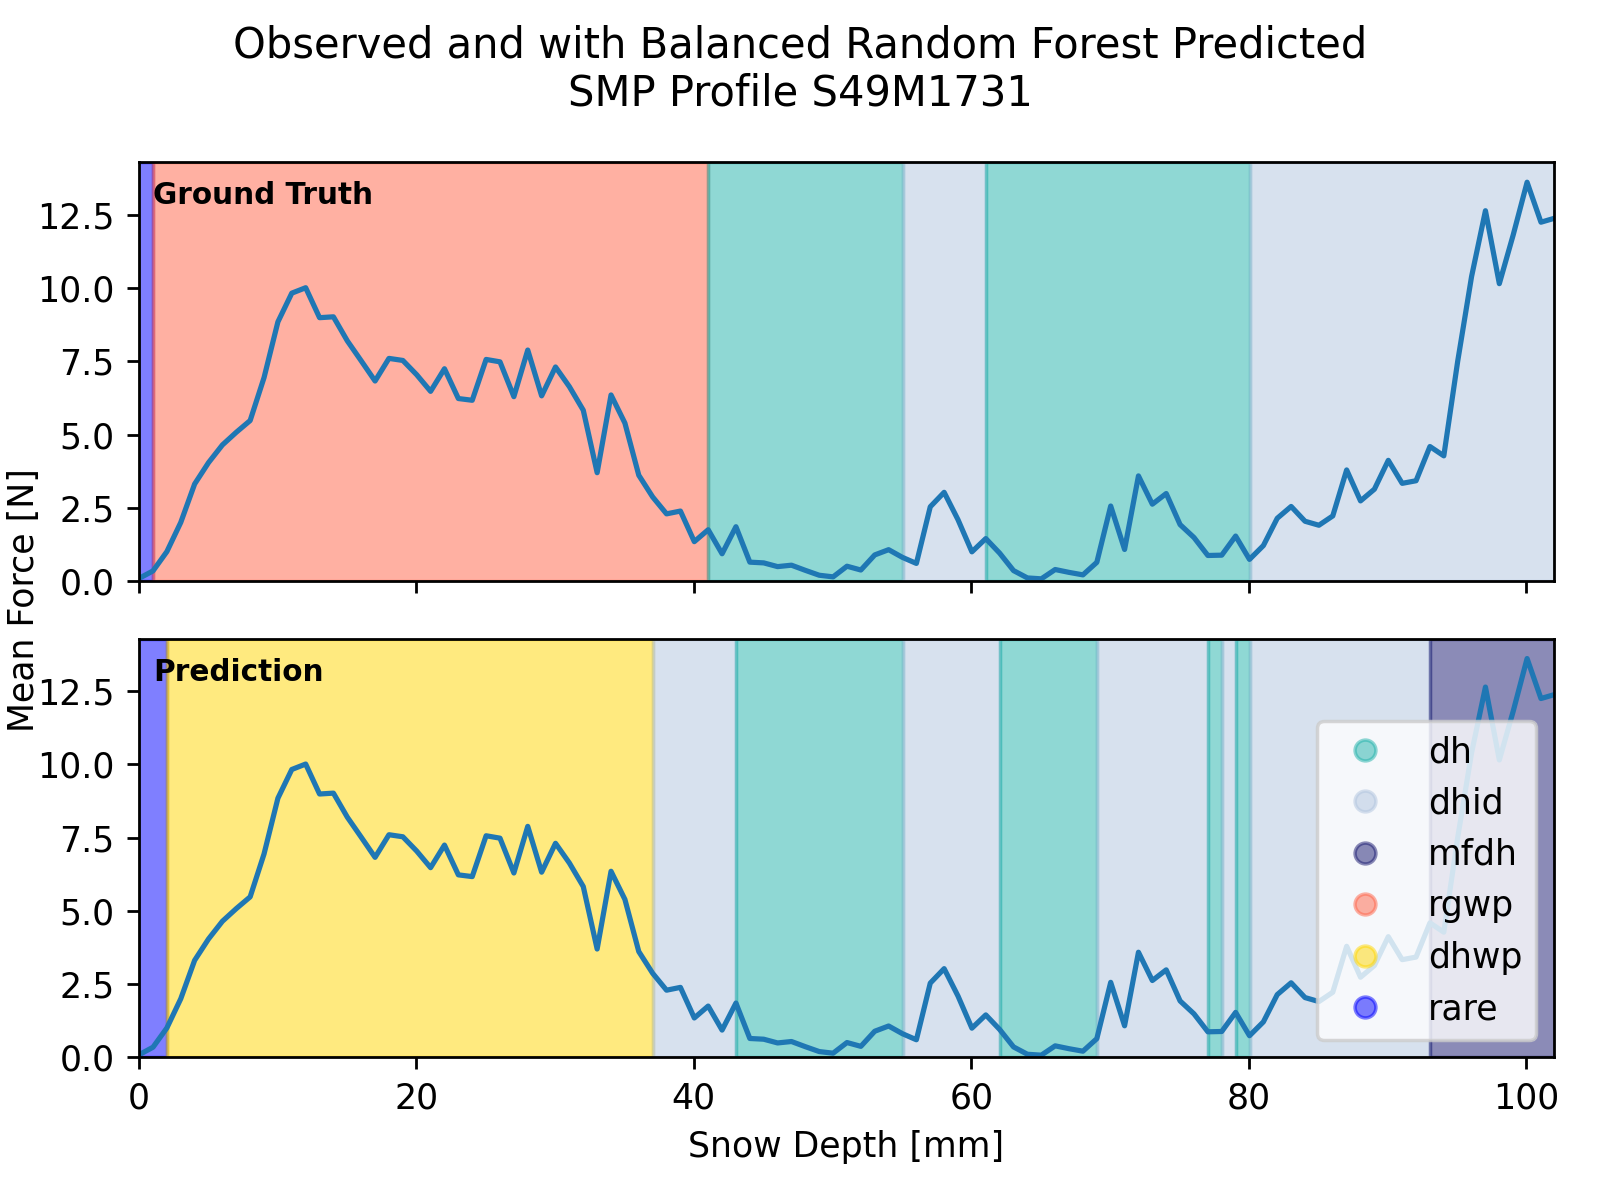 Observed and with Balanced Random Forest Predicted
SMP Profile S49M1731
Ground Truth
12.5
10.0
7.5
5.0
2.5
0.0
Mean Force [N]
Prediction
12.5
10.0
7.5
5.0
2.5
0.0
dh
dhid
mfdh
rgwp
dhwp
rare
0 20 40 60 80 100
Snow Depth [mm]